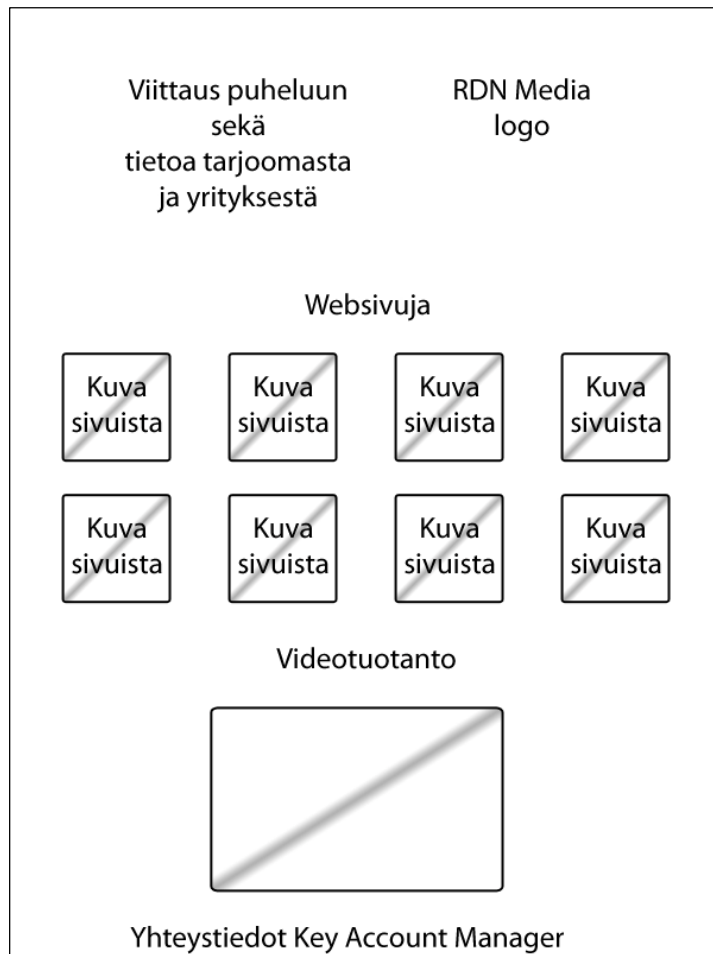 Viittaus puheluun
sekä
tietoa tarjoomasta
ja yrityksestä
RDN Media
logo
Websivuja
Kuva
sivuista
Kuva
sivuista
Kuva
sivuista
Kuva
sivuista
Kuva
sivuista
Kuva
sivuista
Kuva
sivuista
Kuva
sivuista
Videotuotanto
Yhteystiedot Key Account Manager